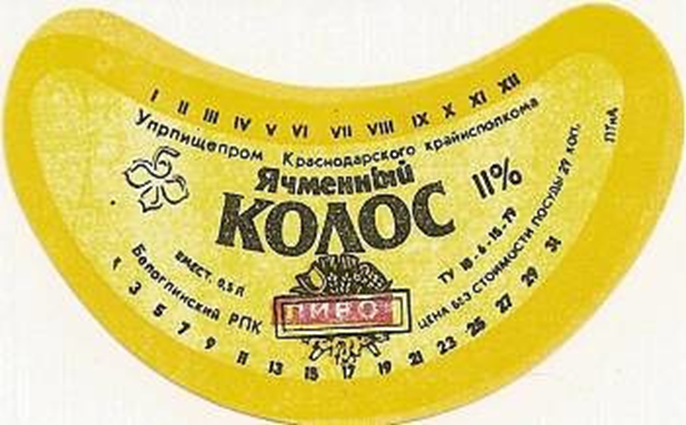 I II III IV V VI VII VIII IX X XI XII
Упрпищепром Краснодарского крайисполкома
Ячменный
КОЛОС
11%
ВМЕСТ. 0,5 Л
Белоглинский РПК
ПИВО
ТУ 18-6-15-79
ЦЕНА БЕЗ СТОИМОСТИ ПОСУДЫ 29 КОП.
1 3 5 7 9 11 13 15 17 19 21 23 25 27 29 31